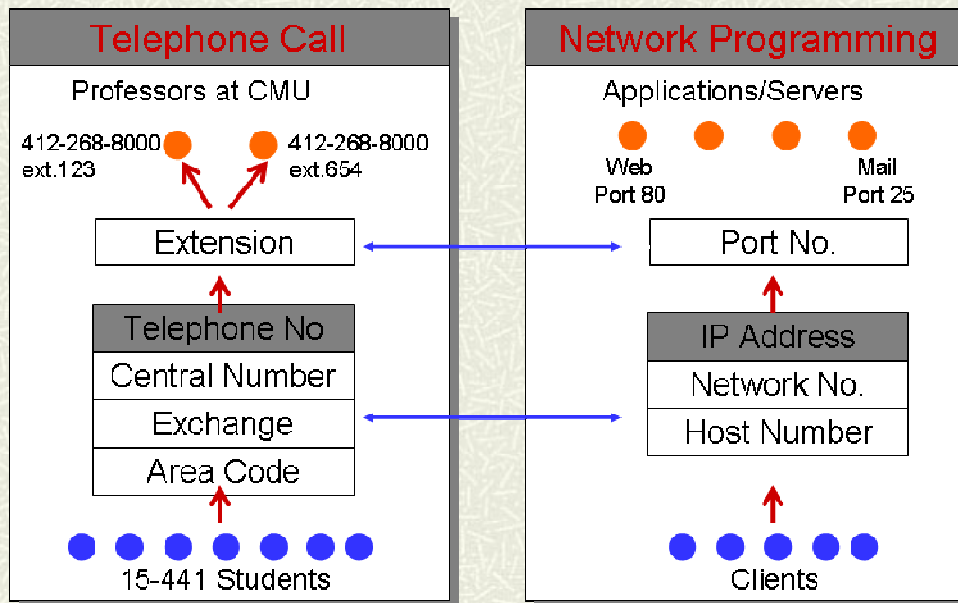 Telephone Call
Professors at CMU
412-268-8000
ext.123
412-268-8000
ext.654
Extension
Telephone No
Central Number
Exchange
Area Code
15-441 Students
Network Programming
Applications/Servers
Web
Port 80
Mail
Port 25
Port No.
IP Address
Network No.
Host Number
Clients